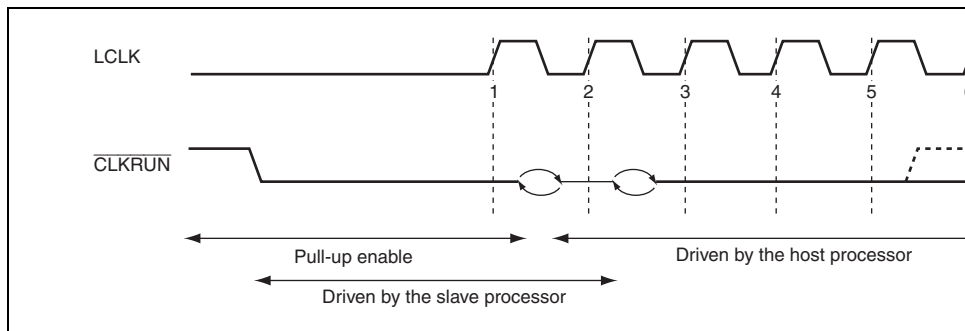 LCLK
1 2 3 4 5
CLKRUN
Pull-up enable
Driven by the host processor
Driven by the slave processor